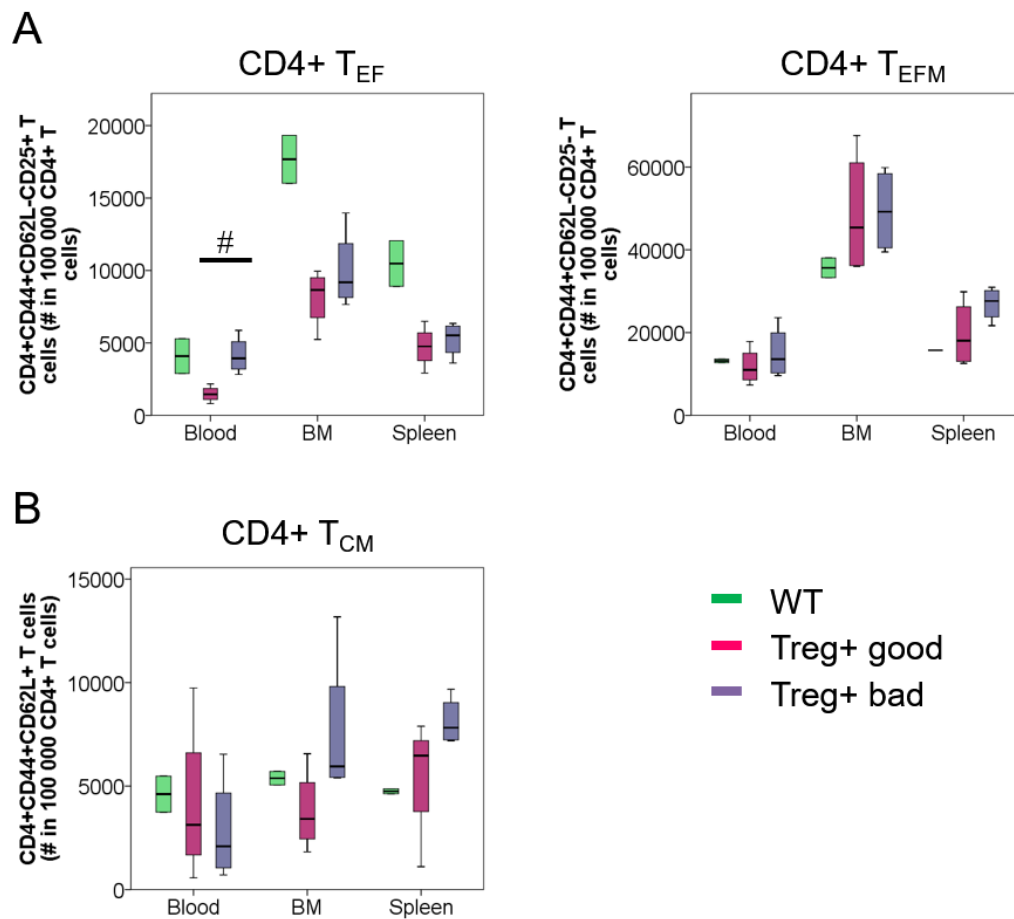 A
CD4+ TEF
CD4+CD44+CD62L-CD25+ T
cells (# in 100 000 CD4+ T
cells)
20000
15000
10000
5000
0
#
Blood
BM
Spleen
CD4+ TEFM
CD4+CD44+CD62L-CD25- T
cells (# in 100 000 CD4+ T
cells)
60000
40000
20000
0
Blood
BM
Spleen
B
CD4+ TCM
CD4+CD44+CD62L+ T cells
(# in 100 000 CD4+ T cells)
15000
10000
5000
0
Blood
BM
Spleen
WT
Treg+ good
Treg+ bad